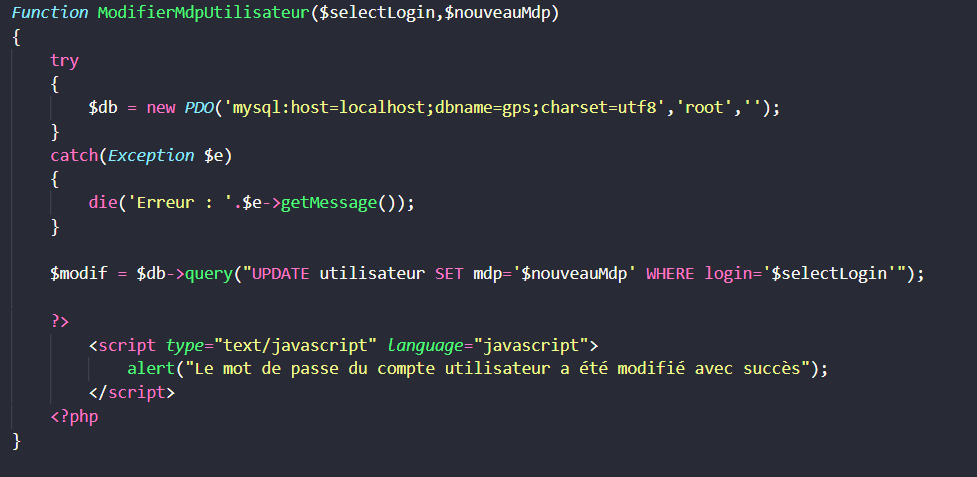 Function ModifierMdpUtilisateur($selectLogin,$nouveauMdp)
{
try
{
$db = new PDO('mysql:host=localhost;dbname=gps;charset=utf8','root','');
}
catch(Exception $e)
{
die('Erreur : '.$e->getMessage());
}
$modif = $db->query("UPDATE utilisateur SET mdp='$nouveauMdp' WHERE login='$selectLogin'");
?>
<script type="text/javascript" language="javascript">
alert("Le mot de passe du compte utilisateur a été modifié avec succès");
</script>
<?php
}